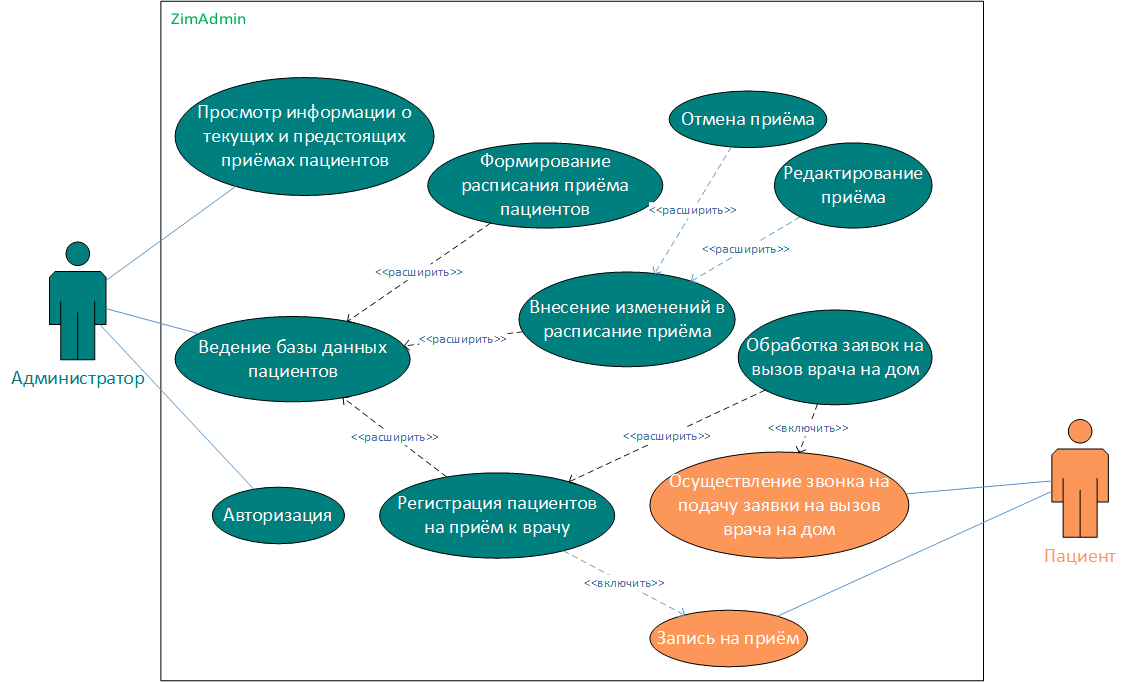 ZimAdmin
Просмотр информации о
текущих и предстоящих
приёмах пациентов
Отмена приёма
Формирование
расписания приёма
пациентов
Редактирование
приёма
<<расширить>>
<<расширить>>
<<расширить>>
Внесение изменений в
расписание приёма
<<расширить>>
Ведение базы данных
пациентов
Обработка заявок на
вызов врача на дом
Администратор
<<расширить>>
<<расширить>>
<<включить>>
Осуществление звонка на
подачу заявки на вызов
врача на дом
Регистрация пациентов
на приём к врачу
Авторизация
Пациент
<<включить>>
Запись на приём